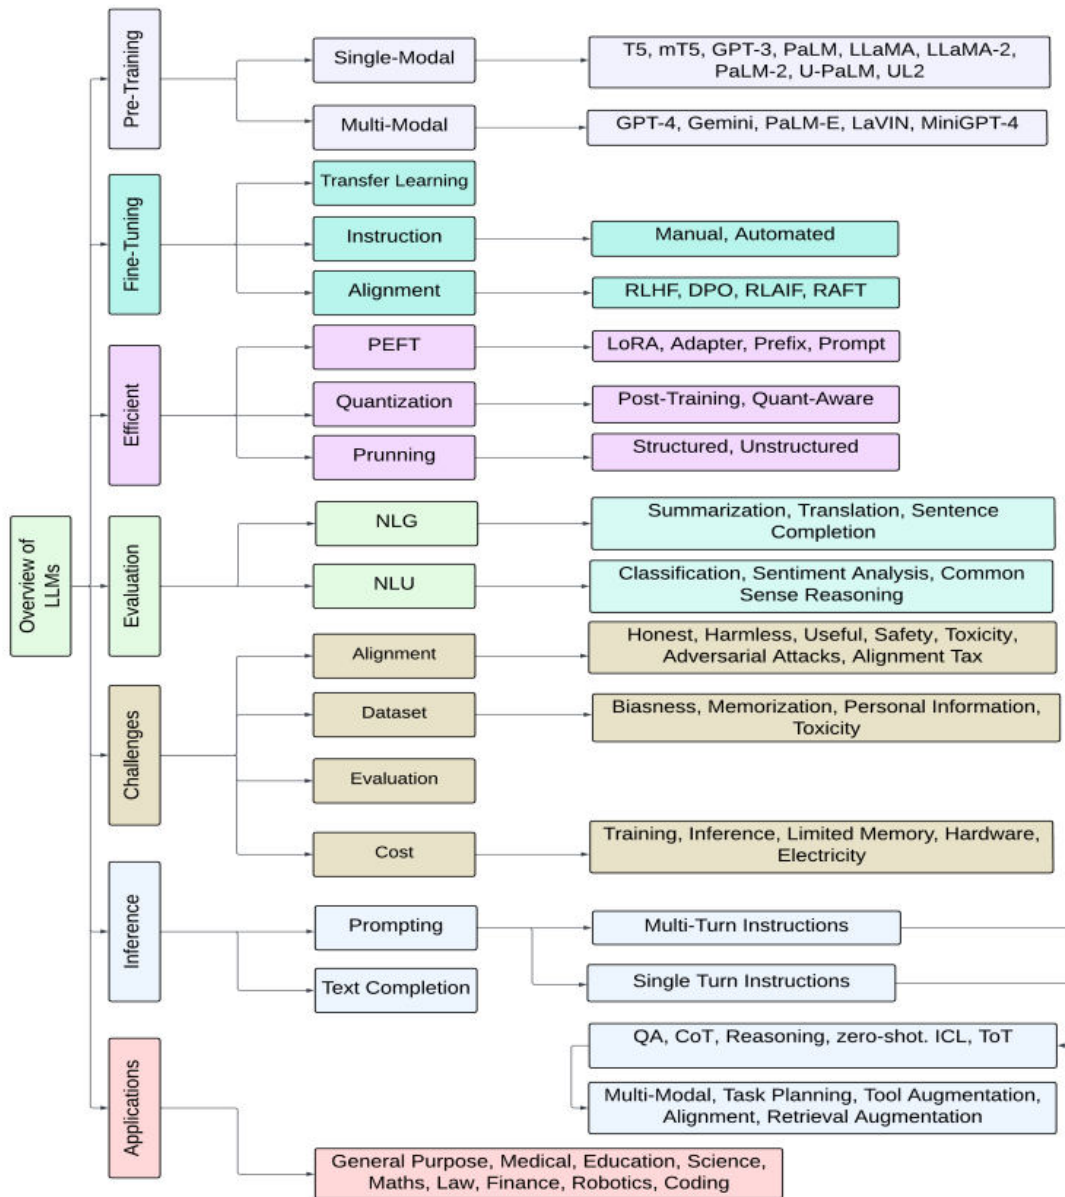 Overview of
LLMs
Pre-Training
Single-Modal
T5, mT5, GPT-3, PaLM, LLaMA, LLaMA-2,
PaLM-2, U-PaLM, UL2
Multi-Modal
GPT-4, Gemini, PaLM-E, LaVIN, MiniGPT-4
Fine-Tuning
Transfer Learning
Instruction
Manual, Automated
Alignment
RLHF, DPO, RLAIF, RAFT
Efficient
PEFT
LoRA, Adapter, Prefix, Prompt
Quantization
Post-Training, Quant-Aware
Prunning
Structured, Unstructured
Evaluation
NLG
Summarization, Translation, Sentence
Completion
NLU
Classification, Sentiment Analysis, Common
Sense Reasoning
Challenges
Alignment
Honest, Harmless, Useful, Safety, Toxicity,
Adversarial Attacks, Alignment Tax
Dataset
Biasness, Memorization, Personal Information,
Toxicity
Evaluation
Cost
Training, Inference, Limited Memory, Hardware,
Electricity
Inference
Prompting
Multi-Turn Instructions
Text Completion
Single Turn Instructions
QA, CoT, Reasoning, zero-shot. ICL, ToT
Multi-Modal, Task Planning, Tool Augmentation,
Alignment, Retrieval Augmentation
Applications
General Purpose, Medical, Education, Science,
Maths, Law, Finance, Robotics, Coding